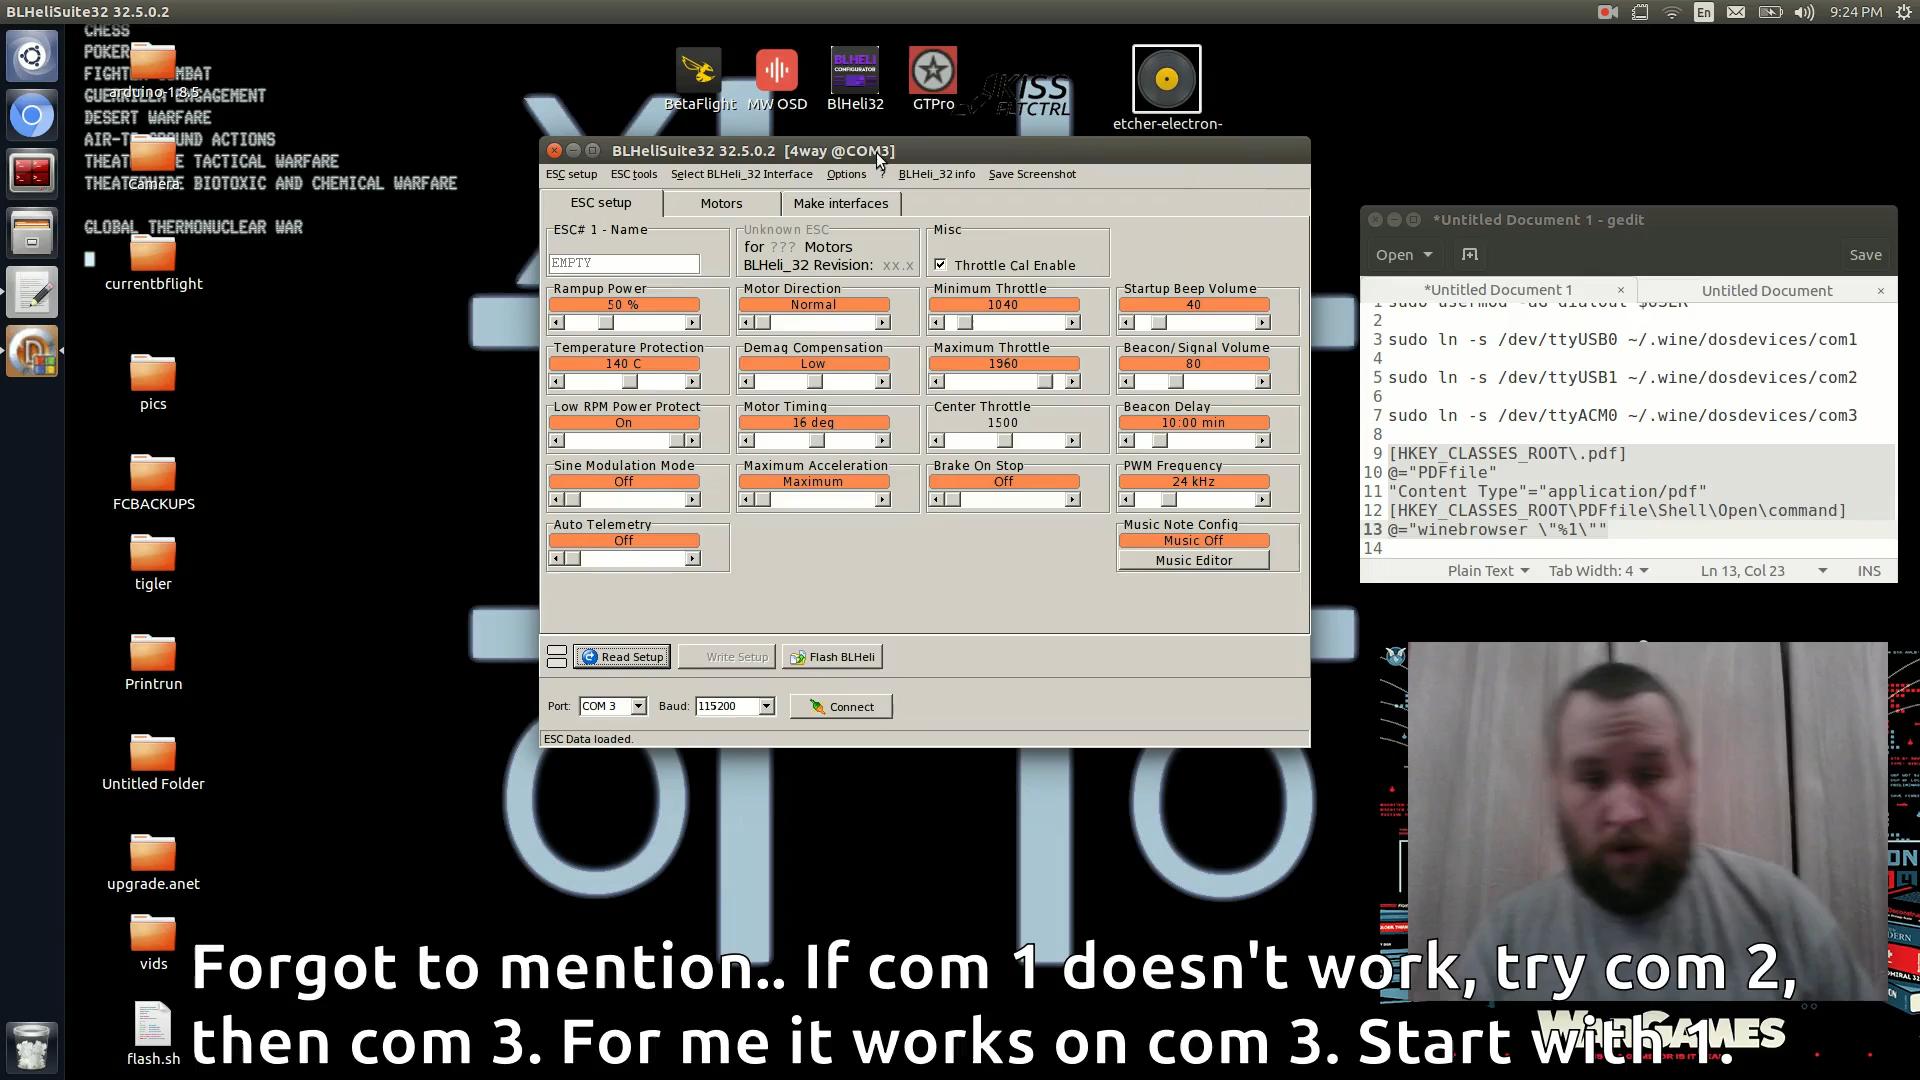 BLHeliSuite32 32.5.0.2
En
9:24 PM
CHESS
POKER
FIGHTER COMBAT
arduino-1.8.5
GUERRILLA ENGAGEMENT
DESERT WARFARE
AIR-TO-GROUND ACTIONS
THEATERWIDE TACTICAL WARFARE
Camera
THEATERWIDE BIOTOXIC AND CHEMICAL WARFARE
GLOBAL THERMONUCLEAR WAR
currentbflight
pics
FCBACKUPS
tigler
Printrun
Untitled Folder
upgrade.anet
vids
flash.sh
BetaFlight
MW OSD
BLHELI
CONFIGURATOR
BlHeli32
GTPro
KISS
FLTCTRL
etcher-electron-
BLHeliSuite32 32.5.0.2 [4way @COM3]
ESC setup ESC tools Select BLHeli_32 Interface Options ? BLHeli_32 info Save Screenshot
ESC setup Motors Make interfaces
ESC# 1 - Name
EMPTY
Unknown ESC
for ??? Motors
BLHeli_32 Revision: xx.x
Misc
Throttle Cal Enable
Rampup Power
50 %
Motor Direction
Normal
Minimum Throttle
1040
Startup Beep Volume
40
Temperature Protection
140 C
Demag Compensation
Low
Maximum Throttle
1960
Beacon/Signal Volume
80
Low RPM Power Protect
On
Motor Timing
16 deg
Center Throttle
1500
Beacon Delay
10:00 min
Sine Modulation Mode
Off
Maximum Acceleration
Maximum
Brake On Stop
Off
PWM Frequency
24 kHz
Auto Telemetry
Off
Music Note Config
Music Off
Music Editor
Read Setup Write Setup Flash BLHeli
Port: COM 3 Baud: 115200 Connect
ESC Data loaded.
*Untitled Document 1 - gedit
Open Save
*Untitled Document 1 × Untitled Document ×
1 sudo usermod -aG dialout $USER
2
3 sudo ln -s /dev/ttyUSB0 ~/.wine/dosdevices/com1
4
5 sudo ln -s /dev/ttyUSB1 ~/.wine/dosdevices/com2
6
7 sudo ln -s /dev/ttyACM0 ~/.wine/dosdevices/com3
8
9 [HKEY_CLASSES_ROOT\.pdf]
10 @="PDFfile"
11 "Content Type"="application/pdf"
12 [HKEY_CLASSES_ROOT\PDFfile\Shell\Open\command]
13 @="winebrowser \"%1\""
14
Plain Text Tab Width: 4 Ln 13, Col 23 INS
WARGAMES
Forgot to mention.. If com 1 doesn't work, try com 2,
then com 3. For me it works on com 3. Start with 1.